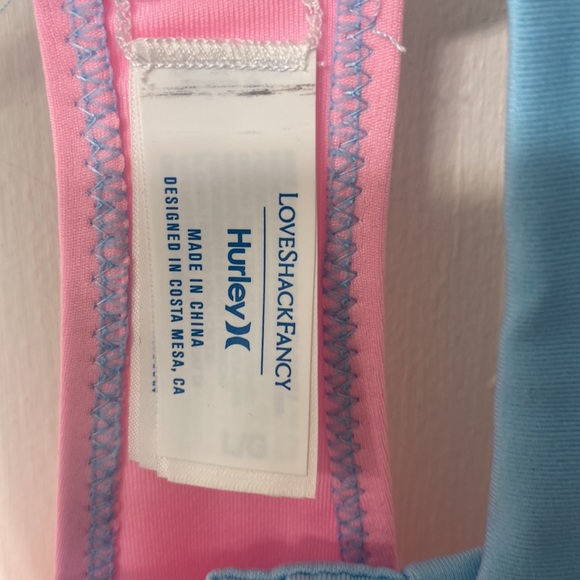 LOVESHACKFANCY
Hurley
MADE IN CHINA
DESIGNED IN COSTA MESA, CA